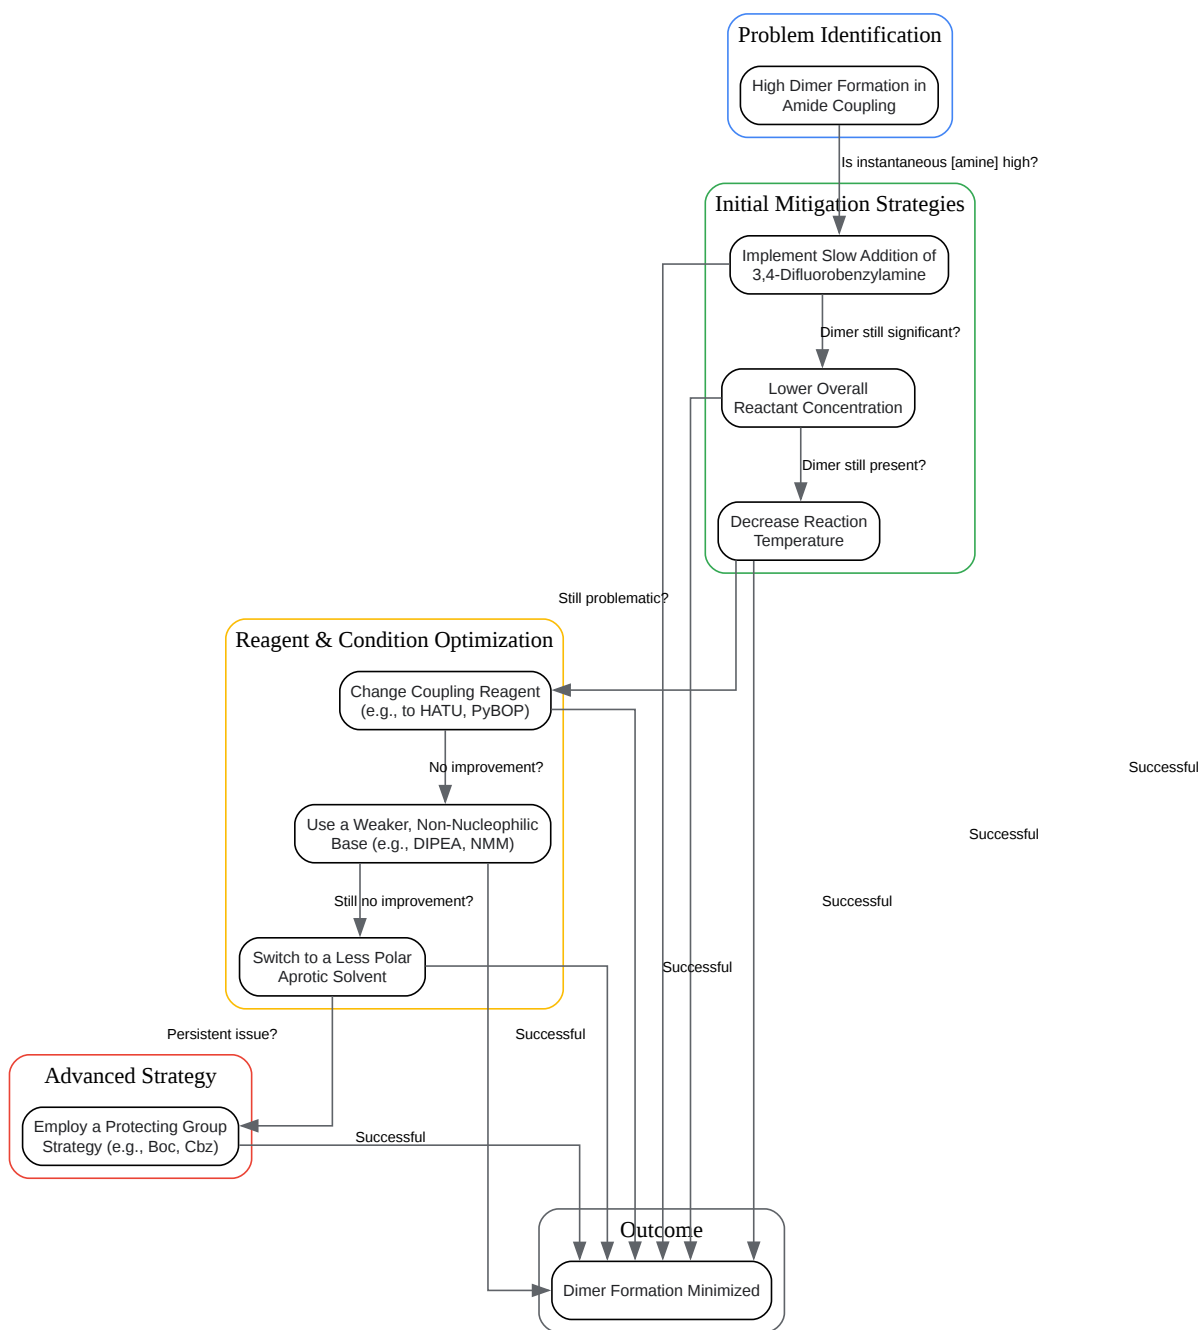 Problem Identification
High Dimer Formation in
Amide Coupling
Is instantaneous [amine] high?
Initial Mitigation Strategies
Implement Slow Addition of
3,4-Difluorobenzylamine
Dimer still significant?
Lower Overall
Reactant Concentration
Dimer still present?
Decrease Reaction
Temperature
Still problematic?
Reagent & Condition Optimization
Change Coupling Reagent
(e.g., to HATU, PyBOP)
No improvement?
Successful
Use a Weaker, Non-Nucleophilic
Base (e.g., DIPEA, NMM)
Successful
Still no improvement?
Successful
Switch to a Less Polar
Aprotic Solvent
Successful
Persistent issue?
Successful
Advanced Strategy
Employ a Protecting Group
Strategy (e.g., Boc, Cbz)
Successful
Outcome
Dimer Formation Minimized